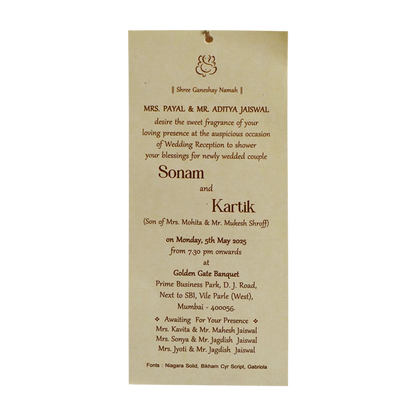 || Shree Ganeshay Namah ||
MRS. PAYAL & MR. ADITYA JAISWAL
desire the sweet fragrance of your
loving presence at the auspicious occasion
of Wedding Reception to shower
your blessings for newly wedded couple
Sonam
and
Kartik
(Son of Mrs. Mohita & Mr. Mukesh Shroff)
on Monday, 5th May 2025
from 7.30 pm onwards
at
Golden Gate Banquet
Prime Business Park, D. J. Road,
Next to SBI, Vile Parle (West),
Mumbai - 400056.
❖ Awaiting For Your Presence ❖
Mrs. Kavita & Mr. Mahesh Jaiswal
Mrs. Sonya & Mr. Jagdish Jaiswal
Mrs. Jyoti & Mr. Jagdish Jaiswal
Fonts : Niagara Solid, Bikham Cyr Script, Gabriola